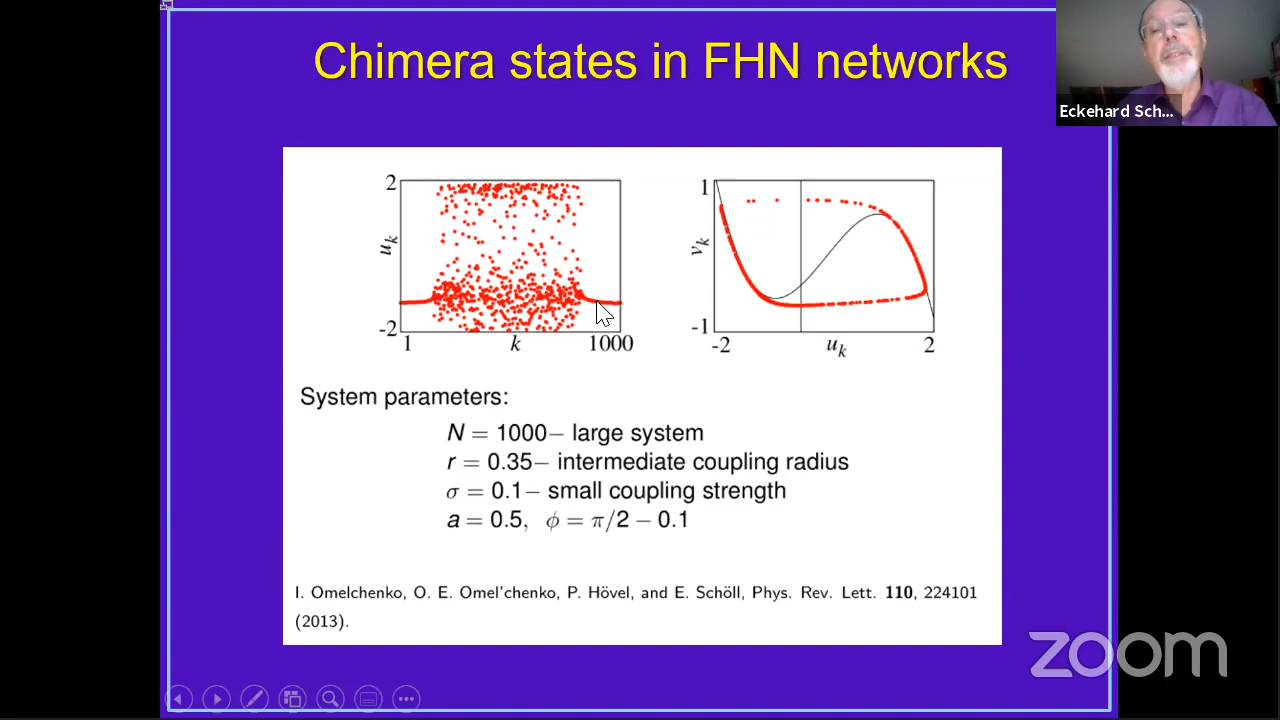 Chimera states in FHN networks
Eckehard Sch...
2
u_k
-2
1
k
1000
1
v_k
-1
-2
u_k
2
System parameters:
N = 1000– large system
r = 0.35– intermediate coupling radius
σ = 0.1– small coupling strength
a = 0.5, ϕ = π/2 − 0.1
I. Omelchenko, O. E. Omel'chenko, P. Hövel, and E. Schöll, Phys. Rev. Lett. 110, 224101
(2013).
zoom